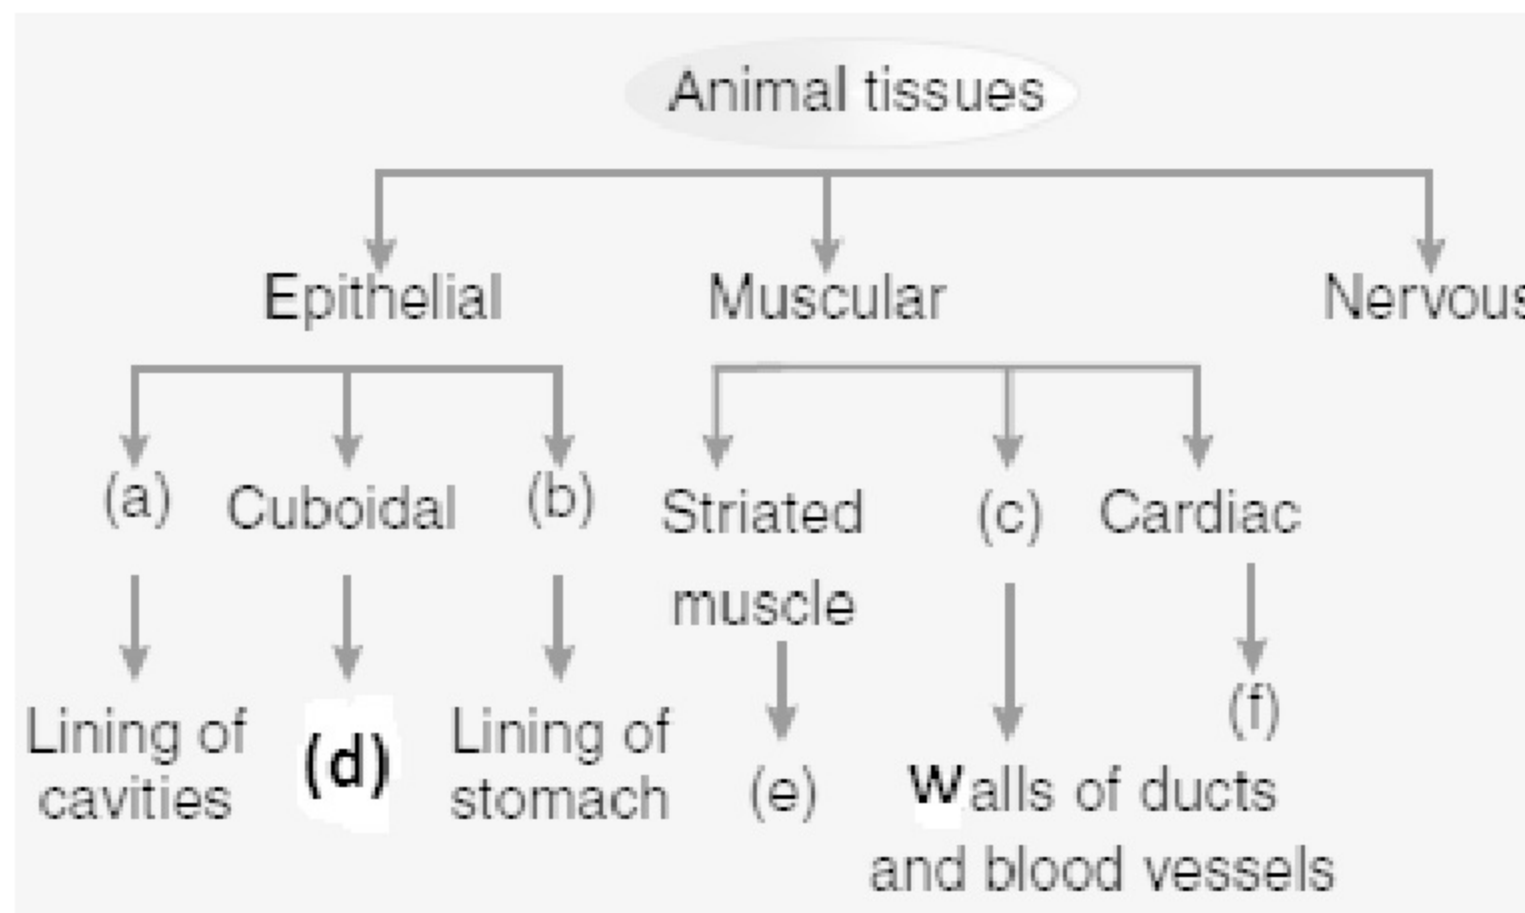 Animal tissues
Epithelial Muscular Nervous
(a) Cuboidal (b) Striated muscle (c) Cardiac
Lining of cavities
(d)
Lining of stomach
(e)
Walls of ducts
and blood vessels
(f)